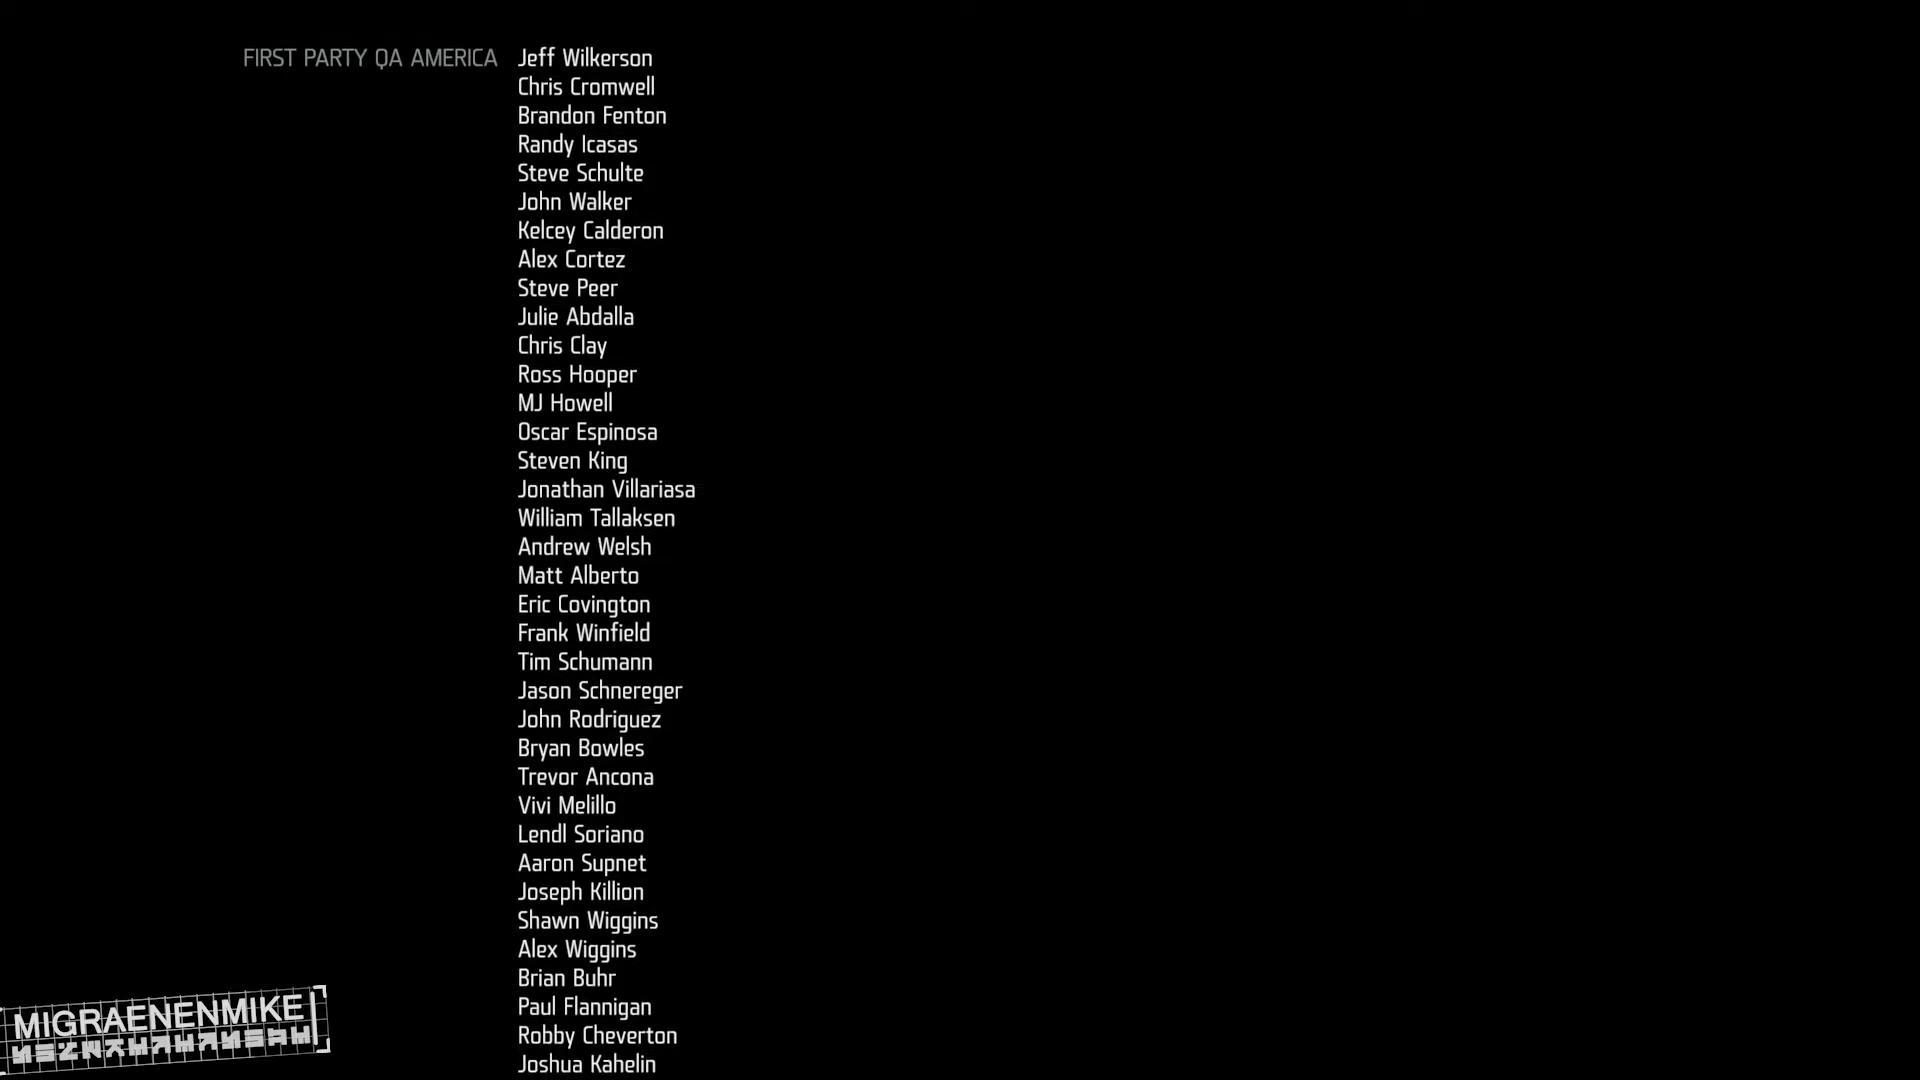 FIRST PARTY QA AMERICA Jeff Wilkerson
Chris Cromwell
Brandon Fenton
Randy Icasas
Steve Schulte
John Walker
Kelcey Calderon
Alex Cortez
Steve Peer
Julie Abdalla
Chris Clay
Ross Hooper
MJ Howell
Oscar Espinosa
Steven King
Jonathan Villariasa
William Tallaksen
Andrew Welsh
Matt Alberto
Eric Covington
Frank Winfield
Tim Schumann
Jason Schnereger
John Rodriguez
Bryan Bowles
Trevor Ancona
Vivi Melillo
Lendl Soriano
Aaron Supnet
Joseph Killion
Shawn Wiggins
Alex Wiggins
Brian Buhr
Paul Flannigan
Robby Cheverton
Joshua Kahelin
MIGRAENENMIKE